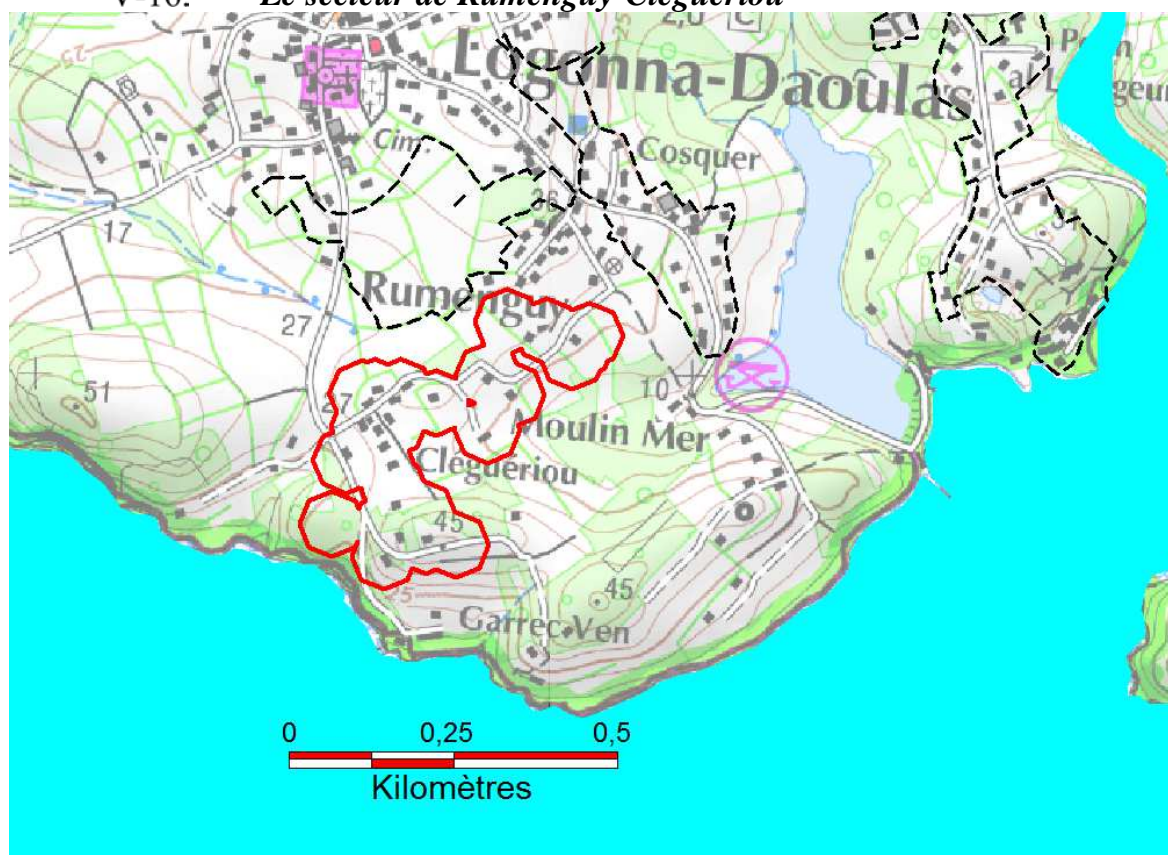 V-10. Le secteur de Rumenguy-Cléguériou
Logonna-Daoulas
Cim.
Cosquer
36
17
Rumenguy
27
51
27
10
Moulin Mer
Cléguériou
45
25
45
Garrec Ven
0 0,25 0,5
Kilomètres